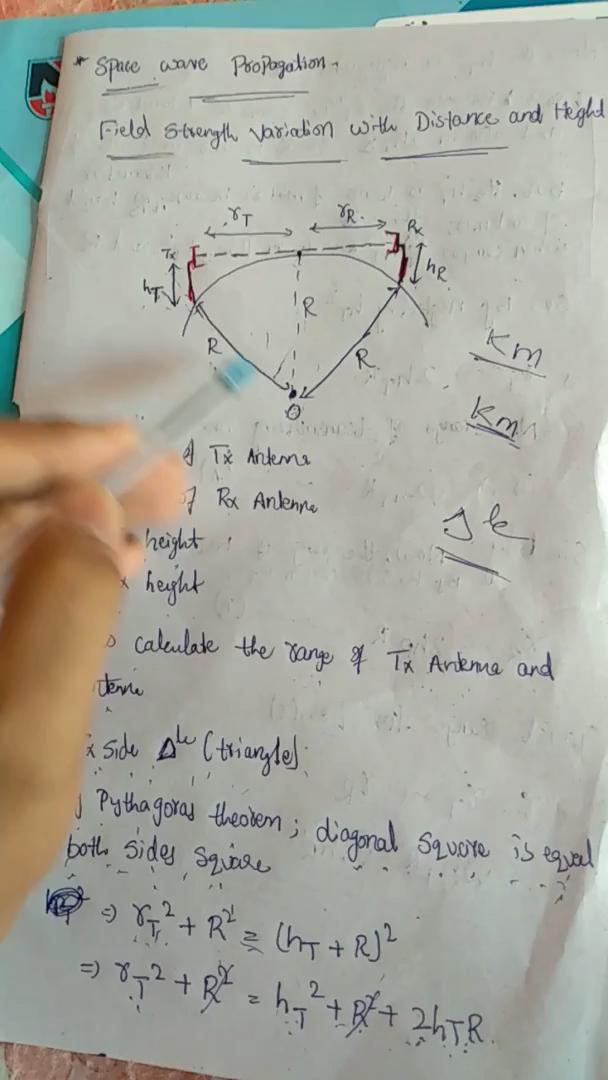 * Space wave Propagation -
Field Strength Variation with Distance and Height
rT rR
Tx Rx
hT hR
R
R R
O
Km
Km
Tx Antenna
Rx Antenna
height
height
calculate the range of Tx Antenna and
side Δle (triangle)
Pythagoras theorem; diagonal square is equal
both sides square
⇒ rT² + R² = (hT + R)²
⇒ rT² + R² = hT² + R² + 2hTR